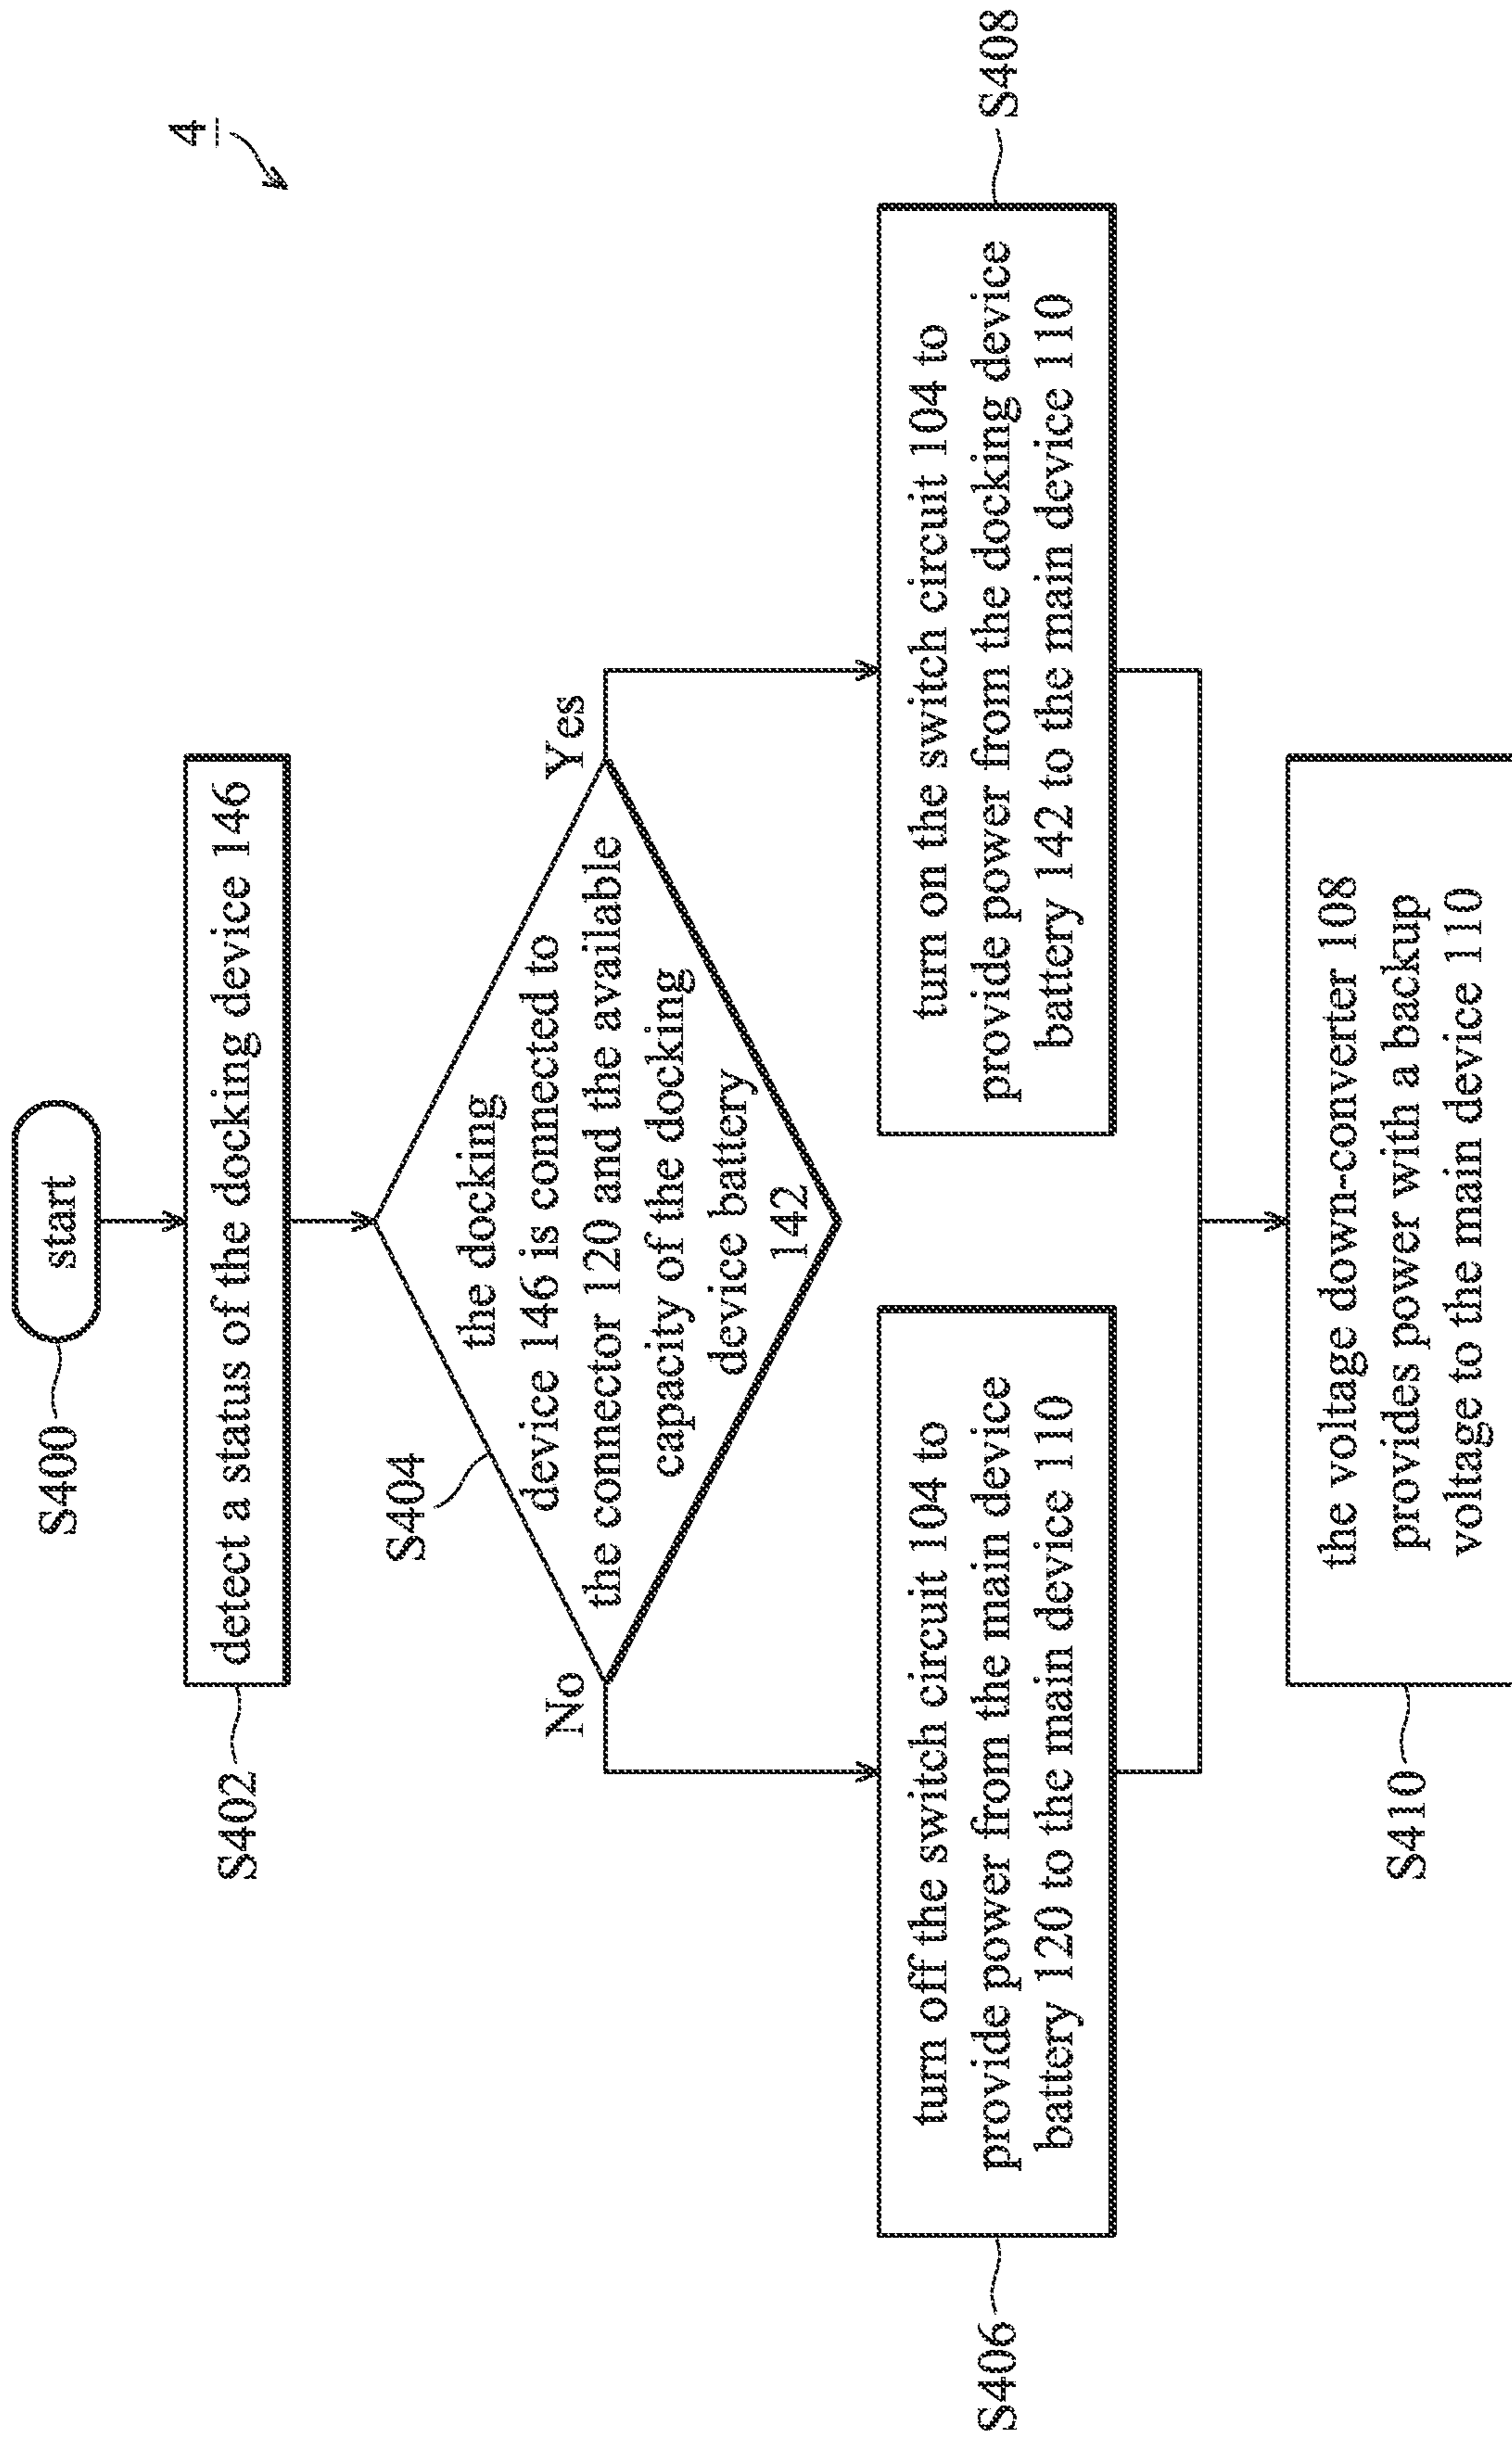 4
start
S400
detect a status of the docking device 146
S402
S404
the docking
device 146 is connected to
the connector 120 and the available
capacity of the docking
device battery
142
No
Yes
turn off the switch circuit 104 to
provide power from the main device
battery 120 to the main device 110
S406
turn on the switch circuit 104 to
provide power from the docking device
battery 142 to the main device 110
S408
the voltage down-converter 108
provides power with a backup
voltage to the main device 110
S410